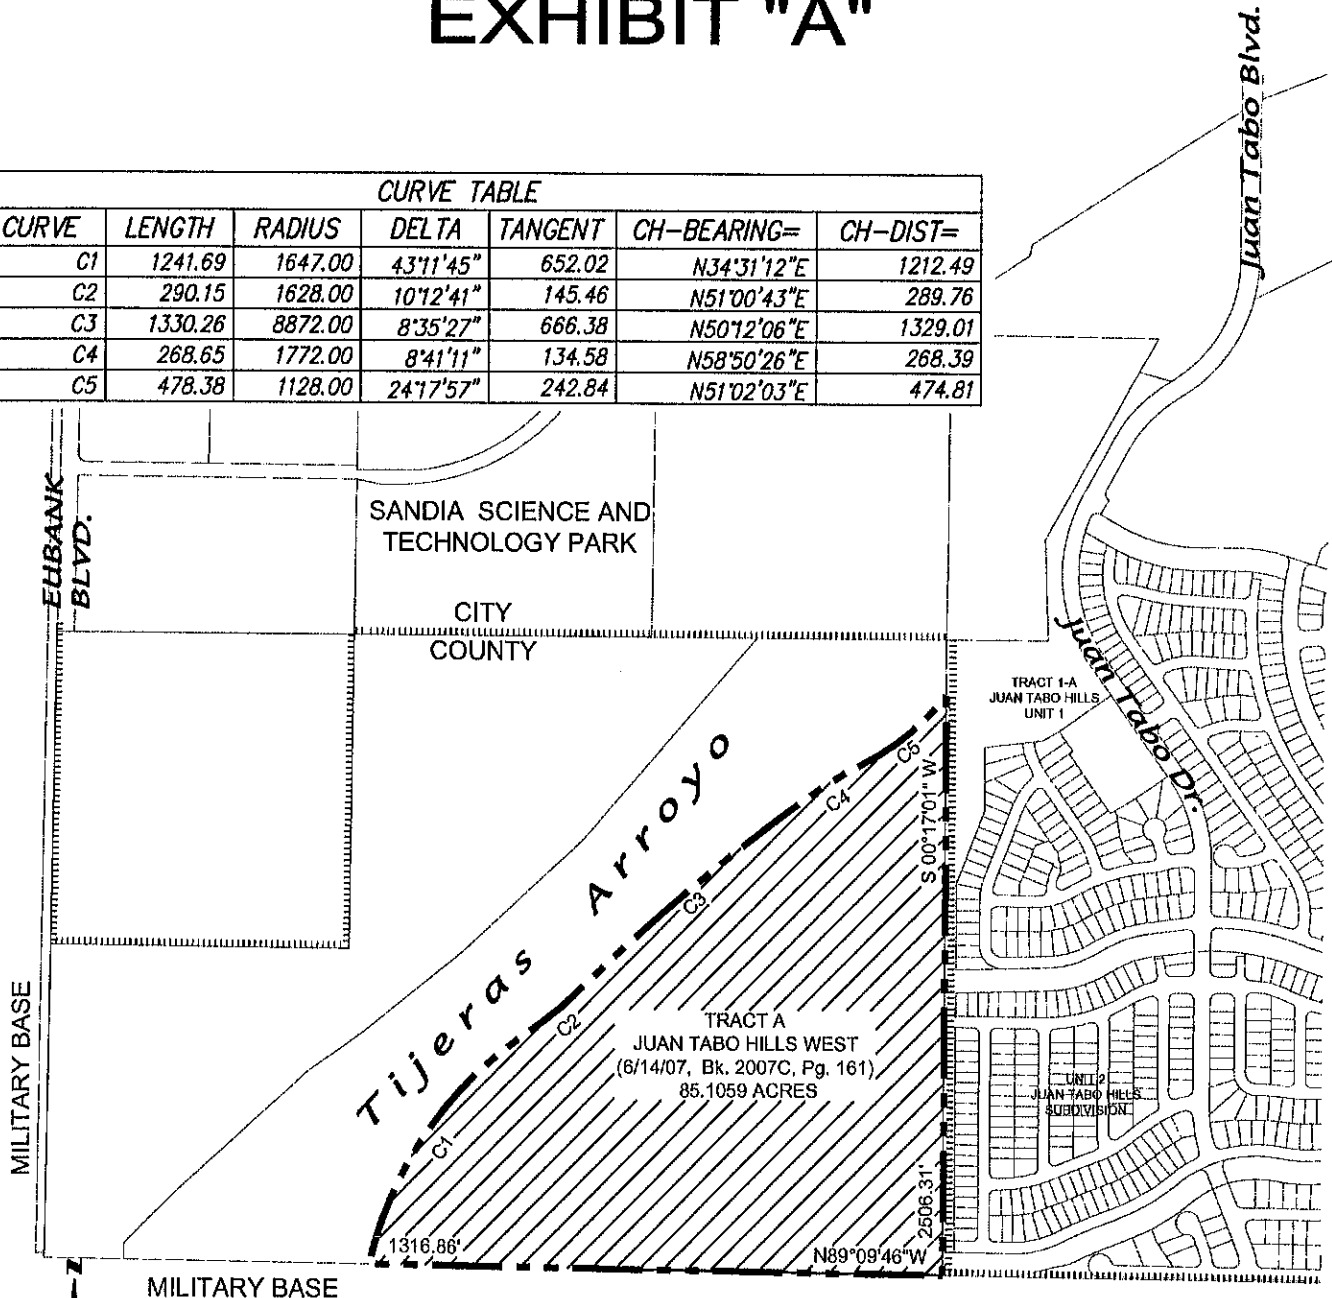 EXHIBIT "A"
Juan Tabo Blvd.
CURVE TABLE
CURVE LENGTH RADIUS DELTA TANGENT CH-BEARING= CH-DIST=
C1 1241.69 1647.00 43°11'45" 652.02 N34°31'12"E 1212.49
C2 290.15 1628.00 10°12'41" 145.46 N51°00'43"E 289.76
C3 1330.26 8872.00 8°35'27" 666.38 N50°12'06"E 1329.01
C4 268.65 1772.00 8°41'11" 134.58 N58°50'26"E 268.39
C5 478.38 1128.00 24°17'57" 242.84 N51°02'03"E 474.81
EUBANK
BLVD.
SANDIA SCIENCE AND
TECHNOLOGY PARK
CITY
COUNTY
TRACT 1-A
JUAN TABO HILLS
UNIT 1
Juan Tabo Dr.
Tijeras Arroyo
C5
C4
C3
C2
C1
S 00°17'01" W
2506.31'
TRACT A
JUAN TABO HILLS WEST
(6/14/07, Bk. 2007C, Pg. 161)
85.1059 ACRES
UNIT 2
JUAN TABO HILLS
SUBDIVISION
MILITARY BASE
1316.86'
N89°09'46"W
MILITARY BASE
N